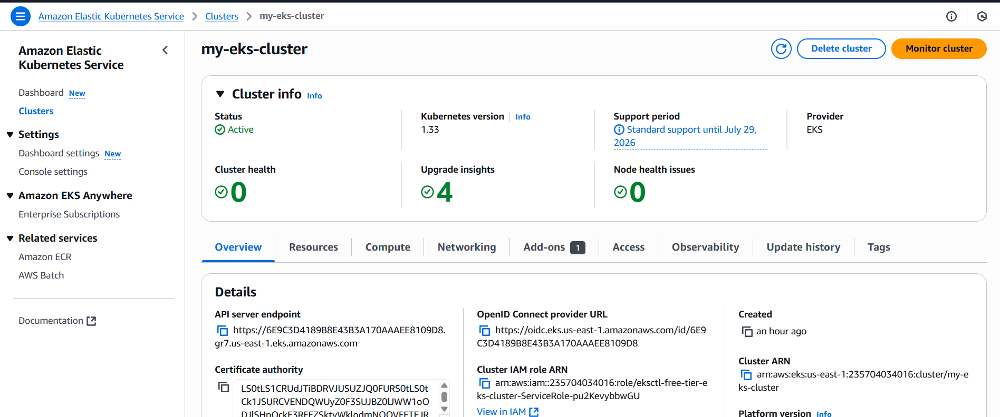 Amazon Elastic Kubernetes Service
Clusters
my-eks-cluster
Amazon Elastic
Kubernetes Service
Dashboard New
Clusters
Settings
Dashboard settings New
Console settings
Amazon EKS Anywhere
Enterprise Subscriptions
Related services
Amazon ECR
AWS Batch
Documentation
my-eks-cluster
Delete cluster
Monitor cluster
Cluster info Info
Status
Active
Kubernetes version Info
1.33
Support period
Standard support until July 29,
2026
Provider
EKS
Cluster health
0
Upgrade insights
4
Node health issues
0
Overview
Resources
Compute
Networking
Add-ons 1
Access
Observability
Update history
Tags
Details
API server endpoint
https://6E9C3D4189B8E43B3A170AAAEE8109D8.
gr7.us-east-1.eks.amazonaws.com
Certificate authority
LS0tLS1CRUdJTiBDRVJUSUZJQ0FURS0tLS0t
Ck1JSURCVENDQWUyZ0F3SUJBZ0lJWW1oO
OpenID Connect provider URL
https://oidc.eks.us-east-1.amazonaws.com/id/6E9
C3D4189B8E43B3A170AAAEE8109D8
Cluster IAM role ARN
arn:aws:iam::235704034016:role/eksctl-free-tier-e
ks-cluster-ServiceRole-pu2KevybbwGU
View in IAM
Created
an hour ago
Cluster ARN
arn:aws:eks:us-east-1:235704034016:cluster/my-e
ks-cluster
Platform version Info